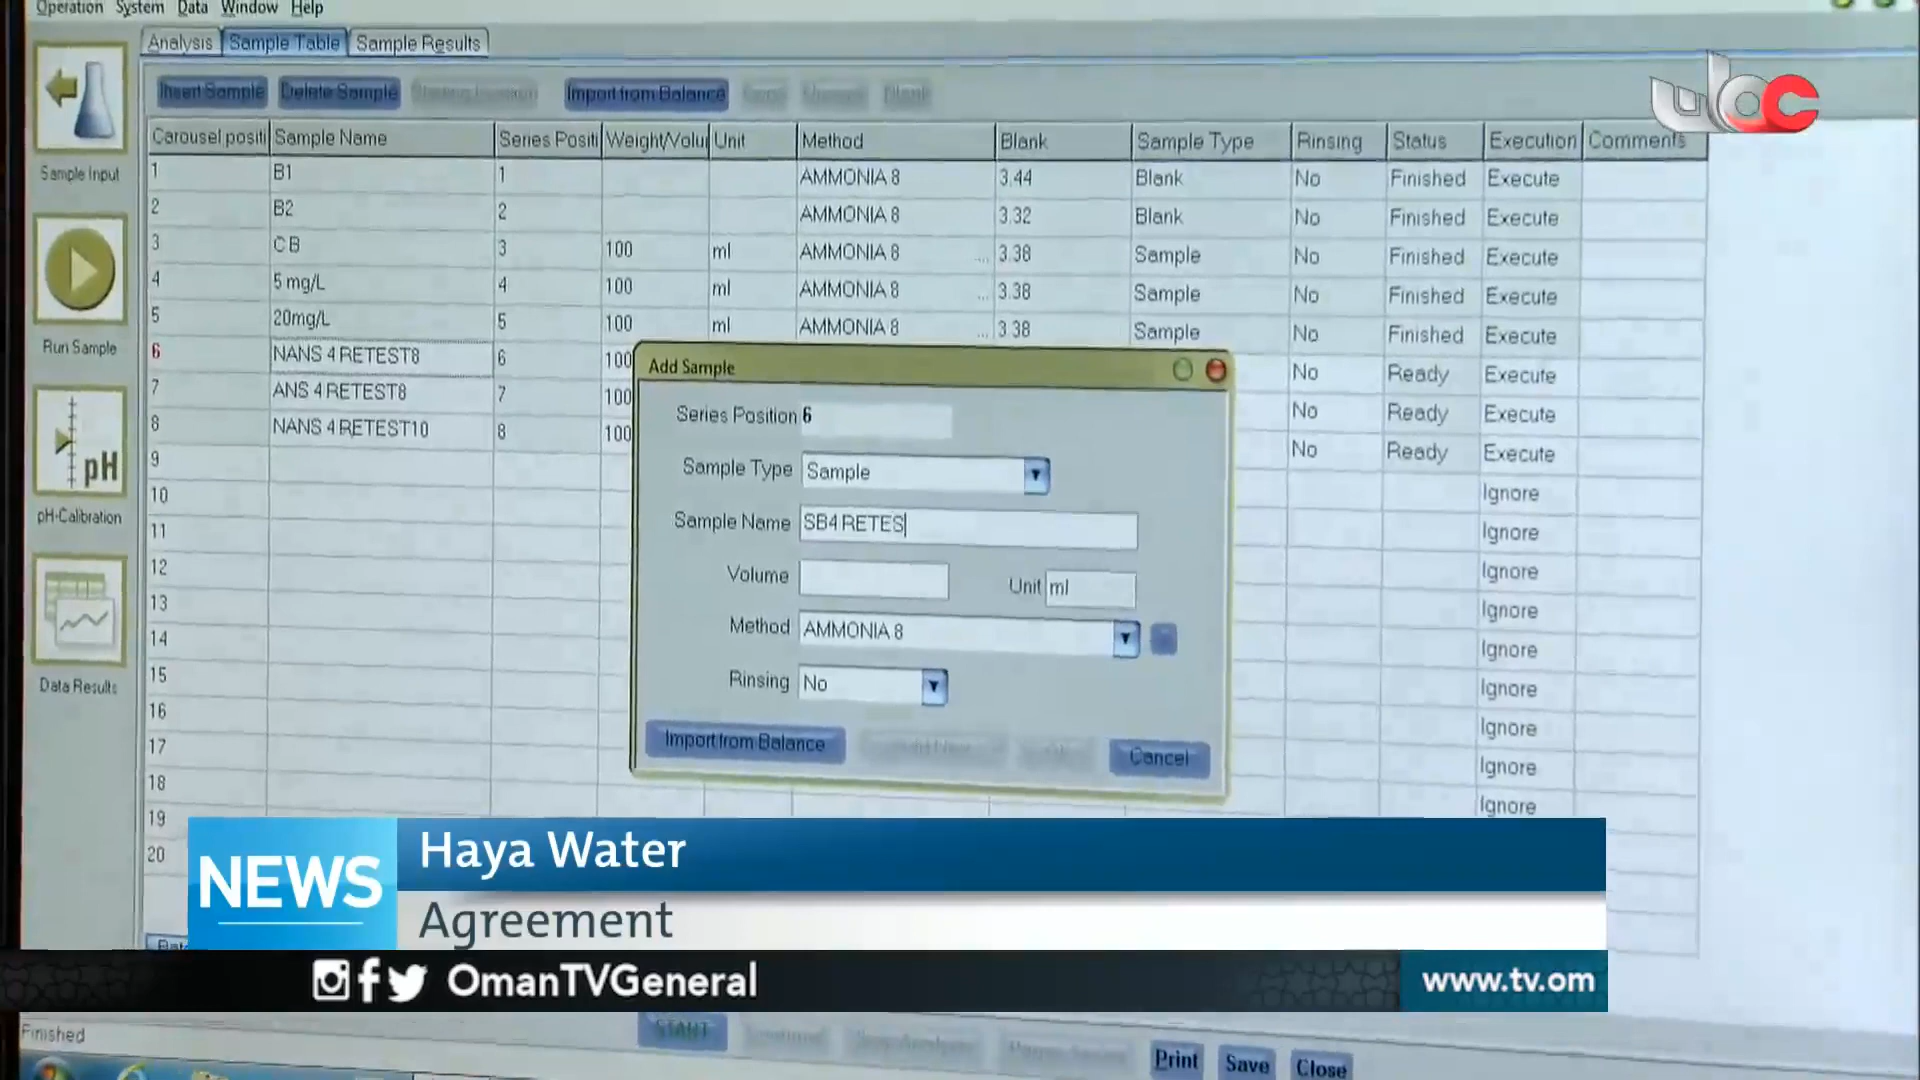 Operation System Data Window Help
Analysis Sample Table Sample Results
Insert Sample Delete Sample Import from Balance
Carousel positi Sample Name Series Positi Weight/Volu Unit Method Blank Sample Type Rinsing Status Execution Comments
1 B1 1 AMMONIA 8 3.44 Blank No Finished Execute
2 B2 2 AMMONIA 8 3.32 Blank No Finished Execute
3 CB 3 100 ml AMMONIA 8 ... 3.38 Sample No Finished Execute
4 5 mg/L 4 100 ml AMMONIA 8 ... 3.38 Sample No Finished Execute
5 20mg/L 5 100 ml AMMONIA 8 ... 3.38 Sample No Finished Execute
6 NANS 4 RETEST8 6 100 No Ready Execute
7 ANS 4 RETEST8 7 100 No Ready Execute
8 NANS 4 RETEST10 8 100 No Ready Execute
9 Ignore
10 Ignore
11 Ignore
12 Ignore
13 Ignore
14 Ignore
15 Ignore
16 Ignore
17 Ignore
18
19
20
Sample Input
Run Sample
pH
pH-Calibration
Data Results
Add Sample
Series Position 6
Sample Type Sample
Sample Name SB4 RETES
Volume Unit ml
Method AMMONIA 8
Rinsing No
Import from Balance Cancel
NEWS
Haya Water
Agreement
OmanTVGeneral
www.tv.om
Finished
START Print Save Close